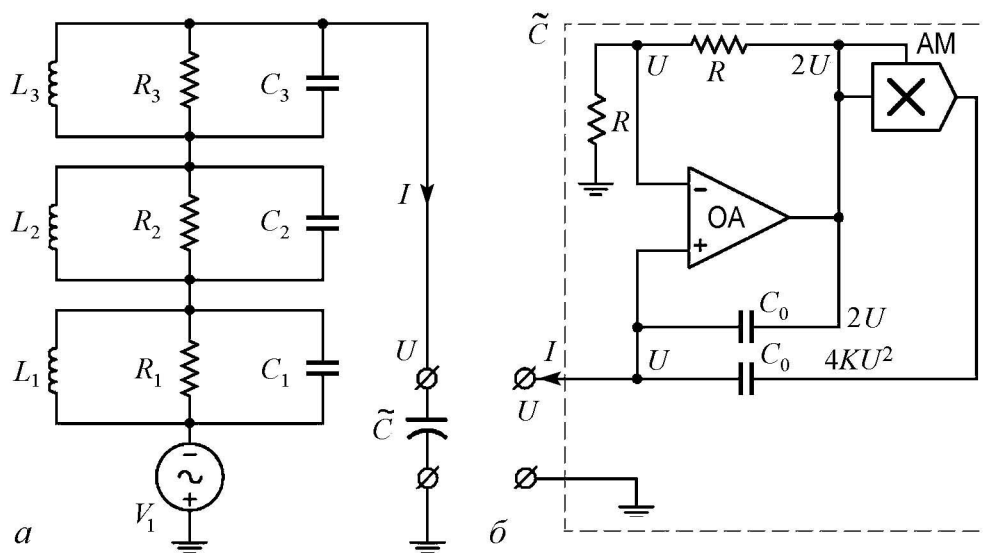 L₃
R₃
C₃
L₂
R₂
C₂
I
L₁
R₁
C₁
U
C̃
V₁
а
C̃
U
R
2U
AM
R
OA
C₀
2U
I
U
C₀
4KU²
U
б